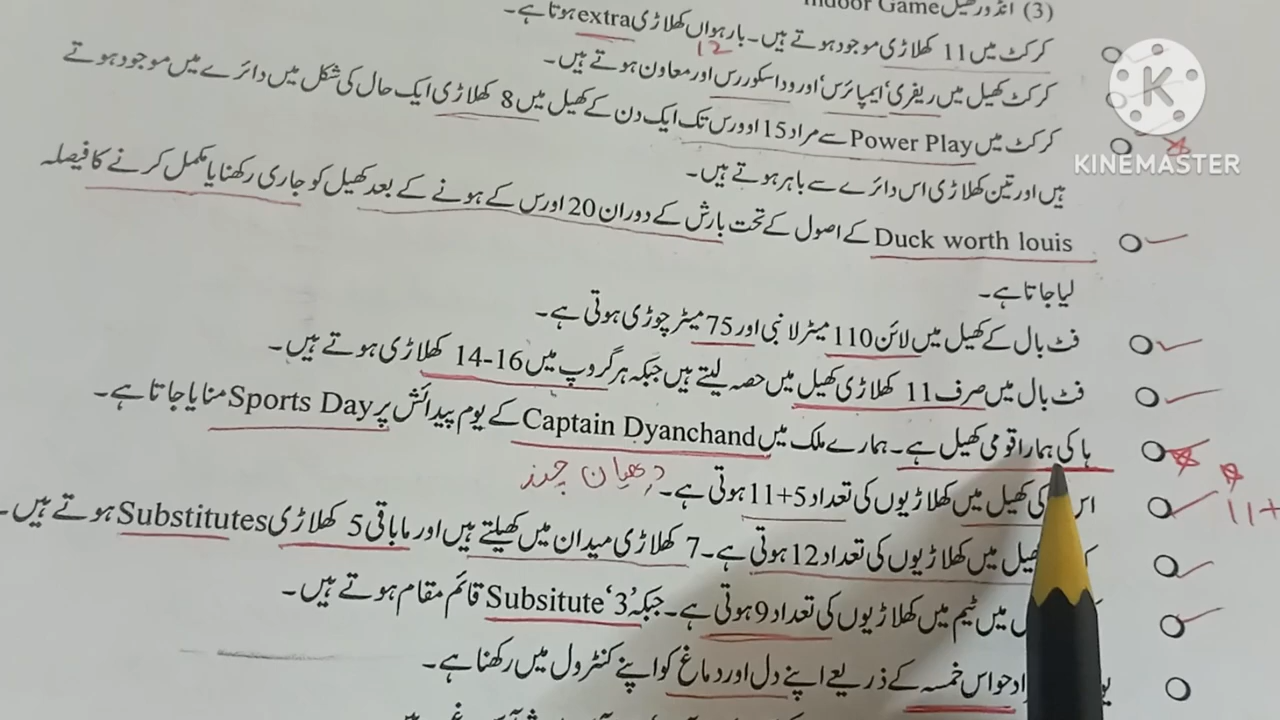 (3) انڈور کھیل Indoor Game
کرکٹ میں 11 کھلاڑی موجود ہوتے ہیں۔ بارہواں کھلاڑی extra ہوتا ہے۔
12
کرکٹ کھیل میں ریفری، ایمپائرس، اور دو اسکوررس اور معاون ہوتے ہیں۔
کرکٹ میں Power Play سے مراد 15 اوورس تک ایک دن کے کھیل میں 8 کھلاڑی ایک حال کی شکل میں دائرے میں موجود ہوتے
ہیں اور تین کھلاڑی اس دائرے سے باہر ہوتے ہیں۔
Duck worth louis کے اصول کے تحت بارش کے دوران 20 اورس کے ہونے کے بعد کھیل کو جاری رکھنا یا مکمل کرنے کا فیصلہ
لیا جاتا ہے۔
فٹ بال کے کھیل میں لائن 110 میٹر لانبی اور 75 میٹر چوڑی ہوتی ہے۔
فٹ بال میں صرف 11 کھلاڑی کھیل میں حصہ لیتے ہیں جبکہ ہر گروپ میں 16-14 کھلاڑی ہوتے ہیں۔
ہاکی ہمارا قومی کھیل ہے۔ ہمارے ملک میں Captain Dyanchand کے یوم پیدائش پر Sports Day منایا جاتا ہے۔
دھیان چند
کی کھیل میں کھلاڑیوں کی تعداد 5+11 ہوتی ہے۔
11+
کھیل میں کھلاڑیوں کی تعداد 12 ہوتی ہے۔ 7 کھلاڑی میدان میں کھیلتے ہیں اور مابقی 5 کھلاڑی Substitutes ہوتے ہیں۔
میں ٹیم میں کھلاڑیوں کی تعداد 9 ہوتی ہے۔ جبکہ '3' Subsitute قائم مقام ہوتے ہیں۔
حواس خمسہ کے ذریعے اپنے دل اور دماغ کو اپنے کنٹرول میں رکھنا ہے۔
K
KINEMASTER